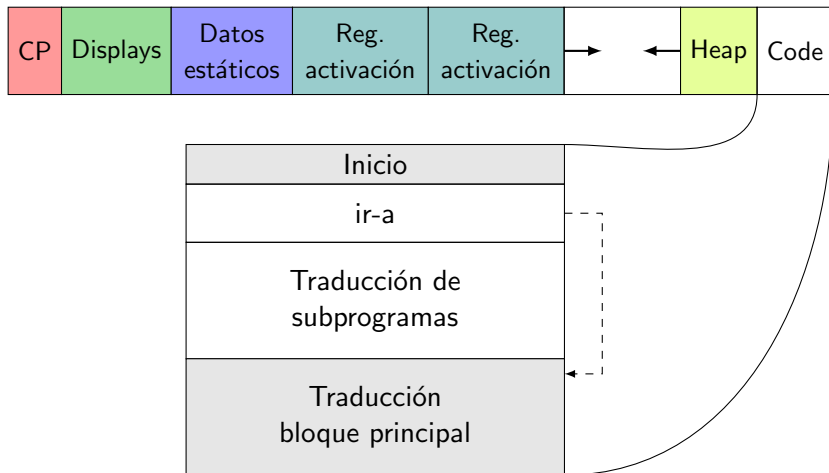 CP
Displays
Datos
estáticos
Reg.
activación
Reg.
activación
Heap
Code
Inicio
ir-a
Traducción de
subprogramas
Traducción
bloque principal